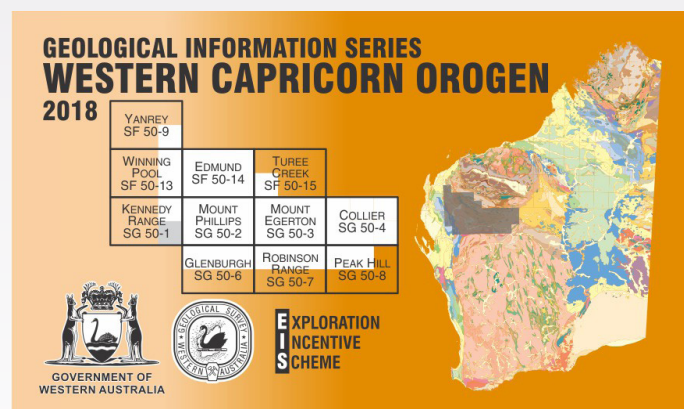 GEOLOGICAL INFORMATION SERIES
WESTERN CAPRICORN OROGEN
2018
YANREY
SF 50-9
WINNING
POOL
SF 50-13
EDMUND
SF 50-14
TUREE
CREEK
SF 50-15
KENNEDY
RANGE
SG 50-1
MOUNT
PHILLIPS
SG 50-2
MOUNT
EGERTON
SG 50-3
COLLIER
SG 50-4
GLENBURGH
SG 50-6
ROBINSON
RANGE
SG 50-7
PEAK HILL
SG 50-8
GOVERNMENT OF
WESTERN AUSTRALIA
GEOLOGICAL SURVEY
WESTERN AUSTRALIA
EXPLORATION
INCENTIVE
SCHEME